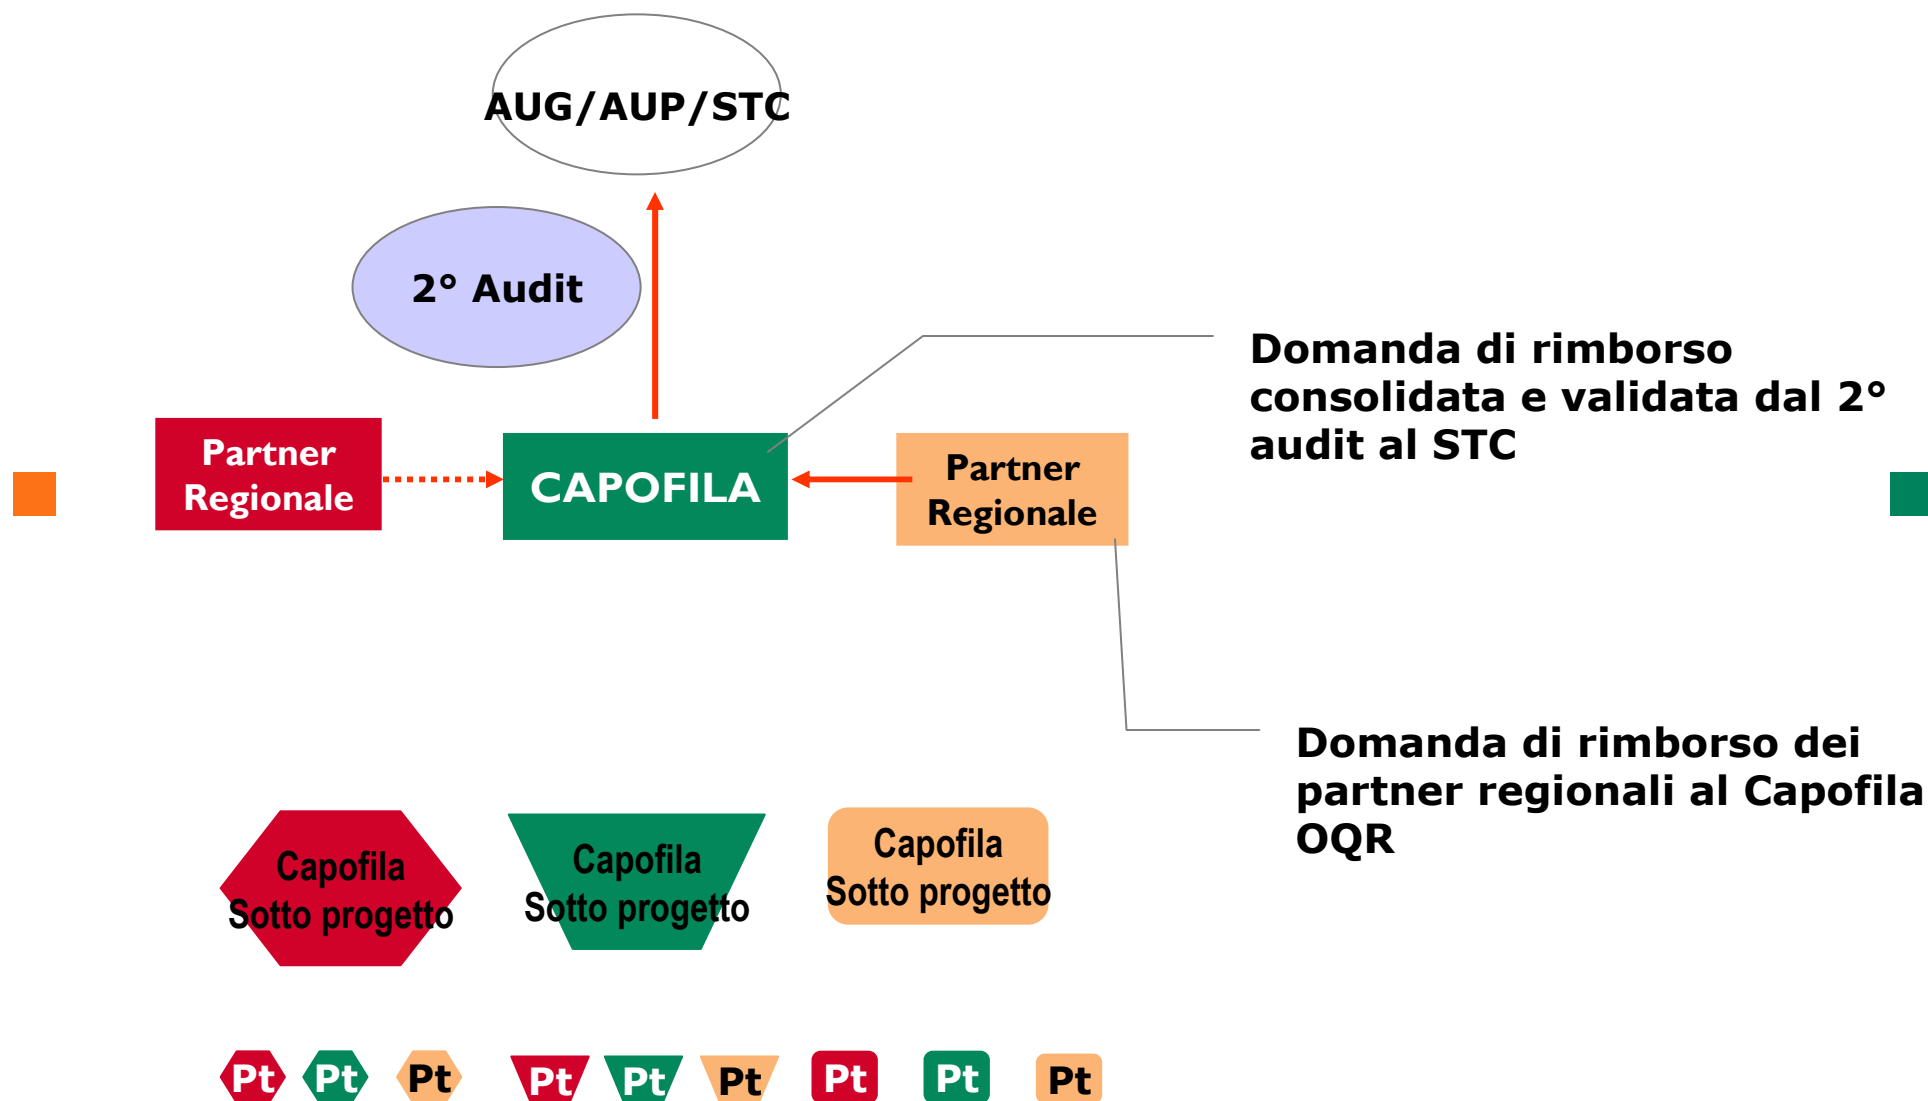 AUG/AUP/STC
2° Audit
Domanda di rimborso
consolidata e validata dal 2°
audit al STC
Partner
Regionale
CAPOFILA
Partner
Regionale
Domanda di rimborso dei
partner regionali al Capofila
OQR
Capofila
Sotto progetto
Capofila
Sotto progetto
Capofila
Sotto progetto
Pt Pt Pt Pt Pt Pt Pt Pt Pt